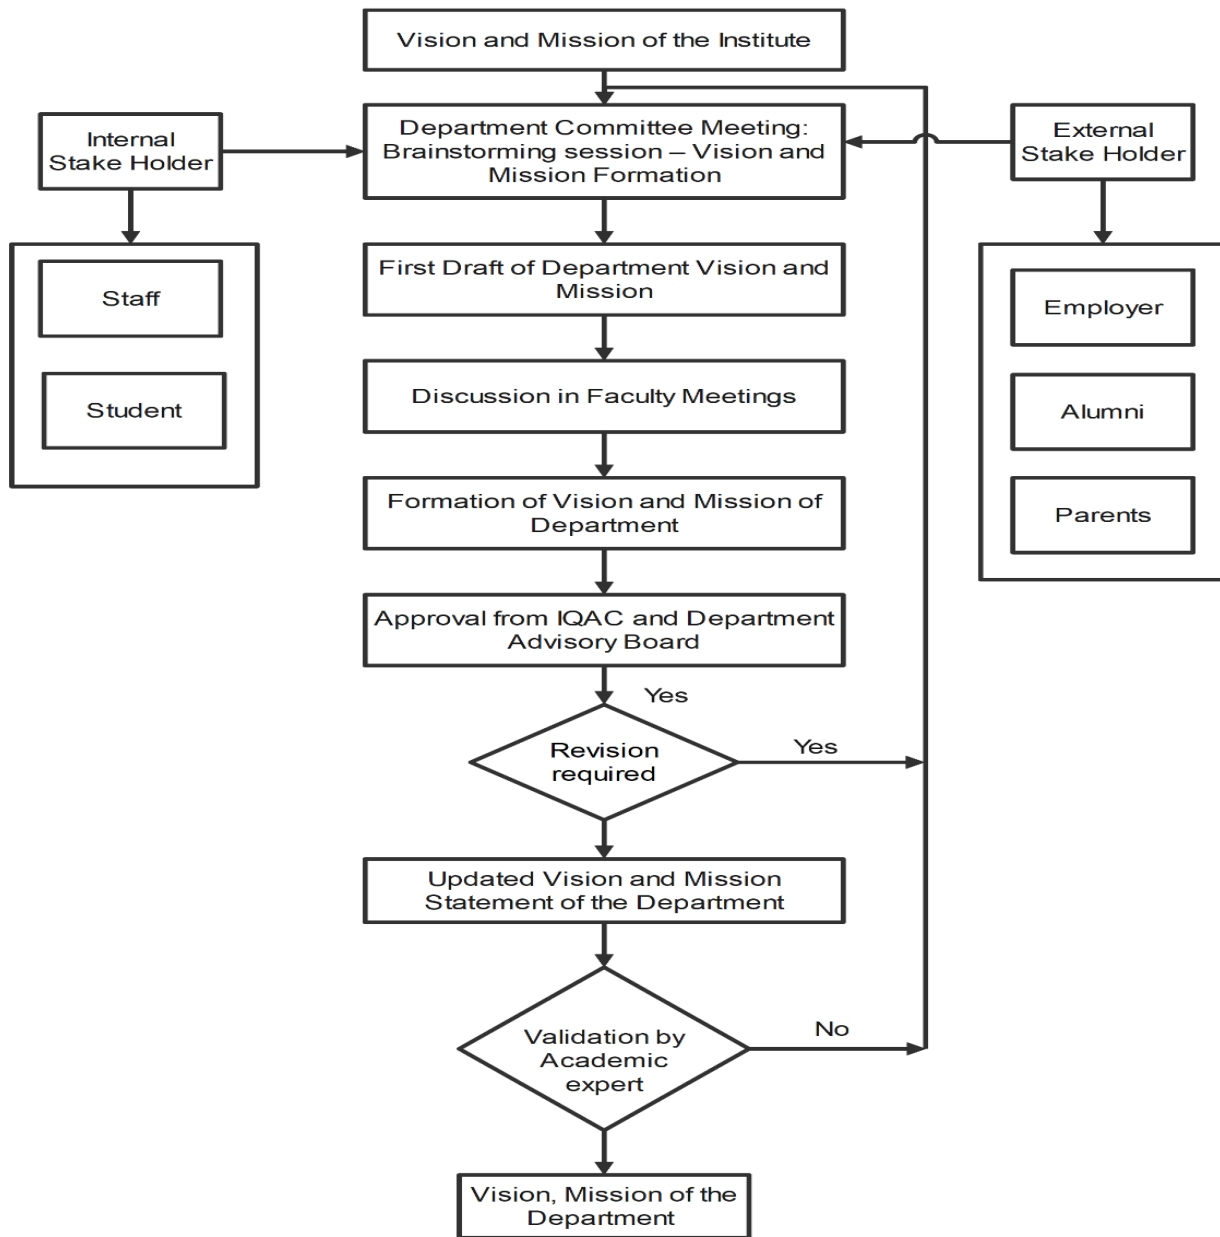 Vision and Mission of the Institute
Internal
Stake Holder
Department Committee Meeting:
Brainstorming session – Vision and
Mission Formation
External
Stake Holder
Staff
Student
First Draft of Department Vision and
Mission
Employer
Discussion in Faculty Meetings
Alumni
Formation of Vision and Mission of
Department
Parents
Approval from IQAC and Department
Advisory Board
Yes
Revision
required
Yes
Updated Vision and Mission
Statement of the Department
Validation by
Academic
expert
No
Vision, Mission of the
Department